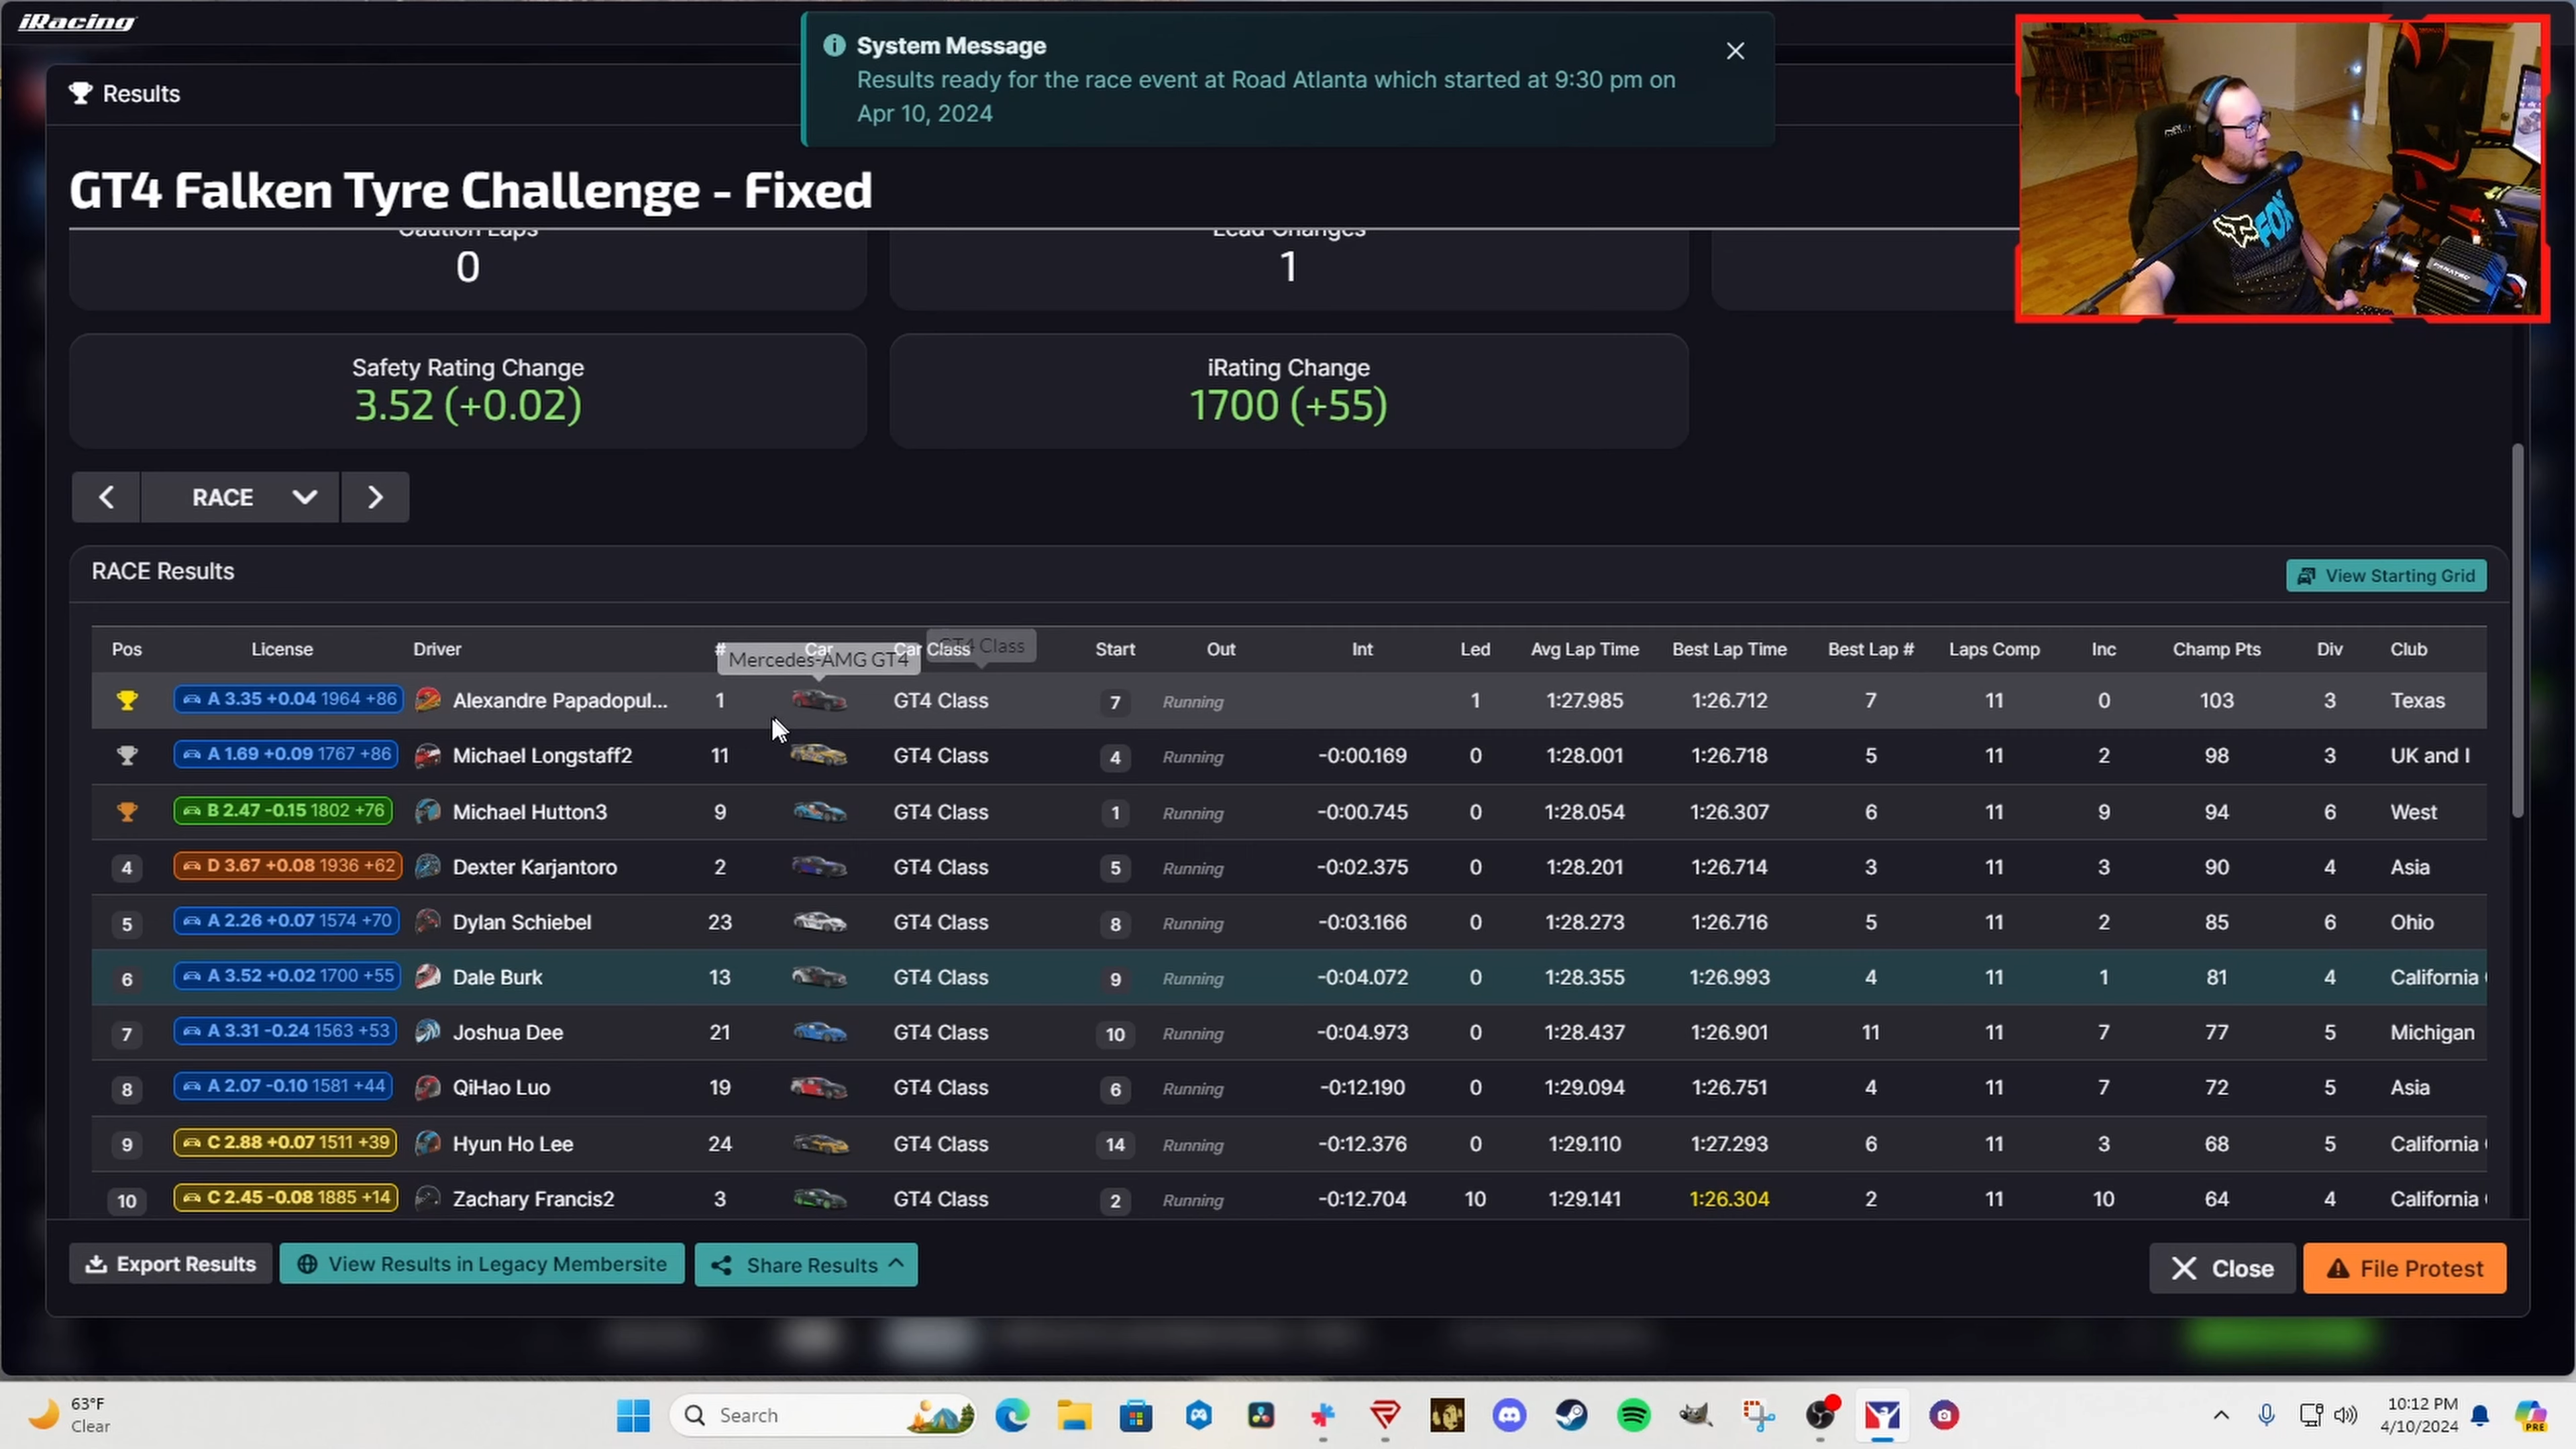 iRacing
System Message
Results ready for the race event at Road Atlanta which started at 9:30 pm on
Apr 10, 2024
Results
GT4 Falken Tyre Challenge - Fixed
Caution Laps
0
Lead Changes
1
Safety Rating Change
3.52 (+0.02)
iRating Change
1700 (+55)
RACE
RACE Results
View Starting Grid
Pos License Driver # Car Car Class Start Out Int Led Avg Lap Time Best Lap Time Best Lap # Laps Comp Inc Champ Pts Div Club
Mercedes-AMG GT4
GT4 Class
A 3.35 +0.04 1964 +86 Alexandre Papadopul... 1 GT4 Class 7 Running 1 1:27.985 1:26.712 7 11 0 103 3 Texas
A 1.69 +0.09 1767 +86 Michael Longstaff2 11 GT4 Class 4 Running -0:00.169 0 1:28.001 1:26.718 5 11 2 98 3 UK and I
B 2.47 -0.15 1802 +76 Michael Hutton3 9 GT4 Class 1 Running -0:00.745 0 1:28.054 1:26.307 6 11 9 94 6 West
4 D 3.67 +0.08 1936 +62 Dexter Karjantoro 2 GT4 Class 5 Running -0:02.375 0 1:28.201 1:26.714 3 11 3 90 4 Asia
5 A 2.26 +0.07 1574 +70 Dylan Schiebel 23 GT4 Class 8 Running -0:03.166 0 1:28.273 1:26.716 5 11 2 85 6 Ohio
6 A 3.52 +0.02 1700 +55 Dale Burk 13 GT4 Class 9 Running -0:04.072 0 1:28.355 1:26.993 4 11 1 81 4 California
7 A 3.31 -0.24 1563 +53 Joshua Dee 21 GT4 Class 10 Running -0:04.973 0 1:28.437 1:26.901 11 11 7 77 5 Michigan
8 A 2.07 -0.10 1581 +44 QiHao Luo 19 GT4 Class 6 Running -0:12.190 0 1:29.094 1:26.751 4 11 7 72 5 Asia
9 C 2.88 +0.07 1511 +39 Hyun Ho Lee 24 GT4 Class 14 Running -0:12.376 0 1:29.110 1:27.293 6 11 3 68 5 California
10 C 2.45 -0.08 1885 +14 Zachary Francis2 3 GT4 Class 2 Running -0:12.704 10 1:29.141 1:26.304 2 11 10 64 4 California
Export Results
View Results in Legacy Membersite
Share Results
Close
File Protest
FOX
FANATEC
63°F
Clear
Search
PRE
10:12 PM
4/10/2024